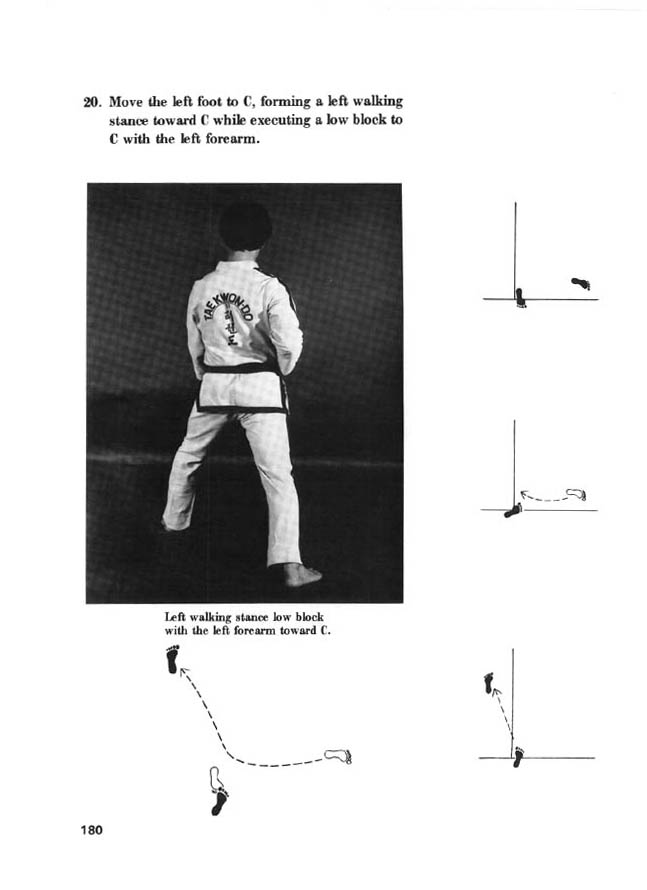 20. Move the left foot to C, forming a left walking
stance toward C while executing a low block to
C with the left forearm.
TAEKWON-DO
Left walking stance low block
with the left forearm toward C.
180